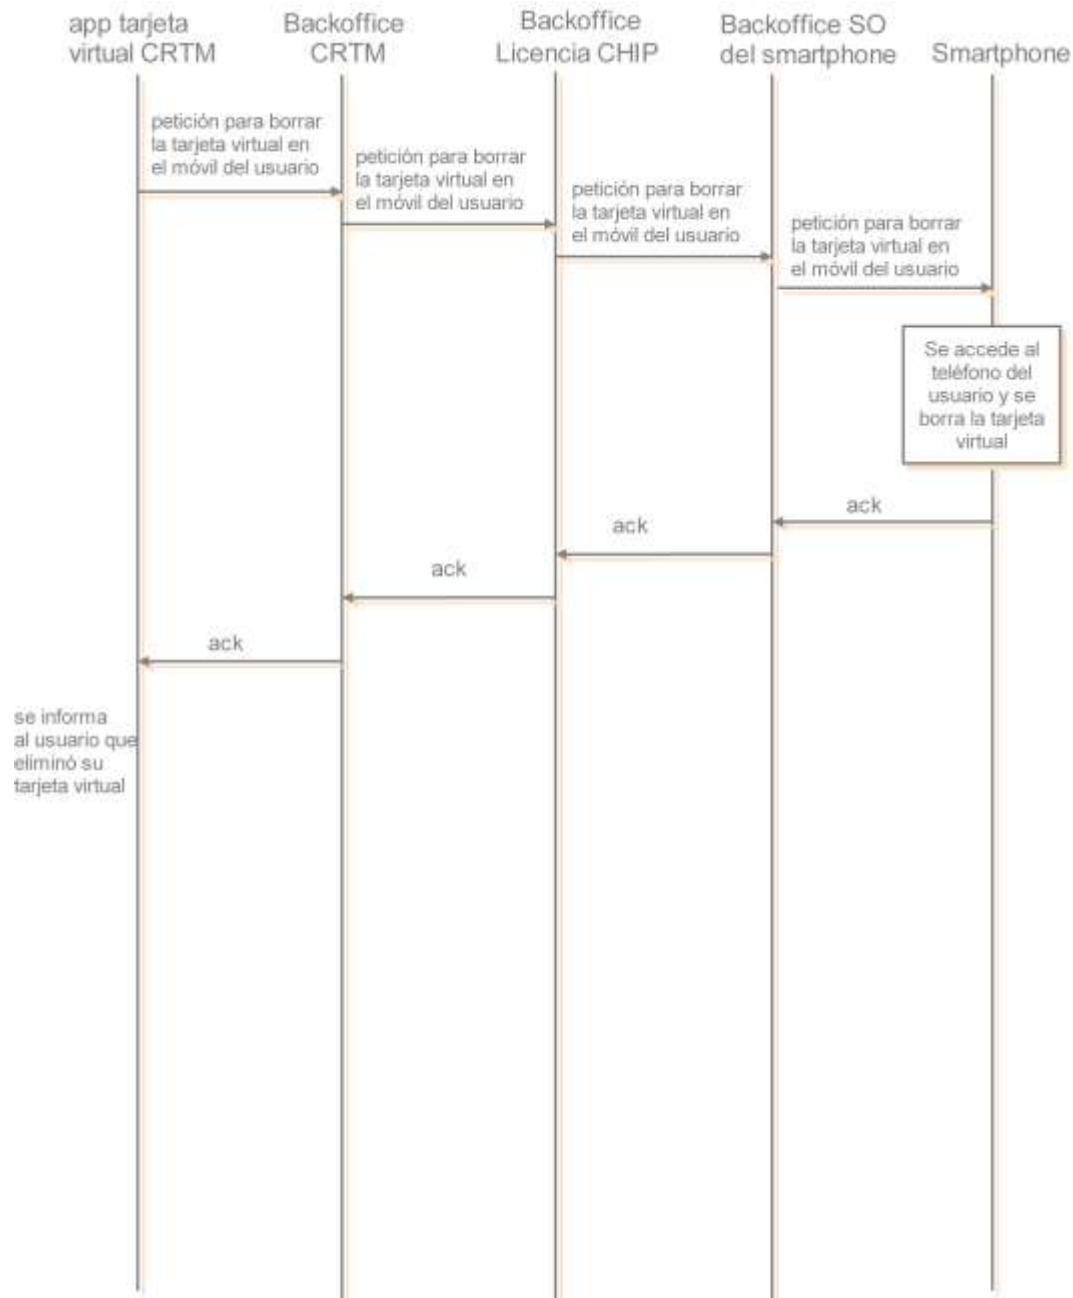 app tarjeta
virtual CRTM
Backoffice
CRTM
Backoffice
Licencia CHIP
Backoffice SO
del smartphone
Smartphone
petición para borrar
la tarjeta virtual en
el móvil del usuario
petición para borrar
la tarjeta virtual en
el móvil del usuario
petición para borrar
la tarjeta virtual en
el móvil del usuario
petición para borrar
la tarjeta virtual en
el móvil del usuario
Se accede al
teléfono del
usuario y se
borra la tarjeta
virtual
ack
ack
ack
ack
se informa
al usuario que
eliminó su
tarjeta virtual